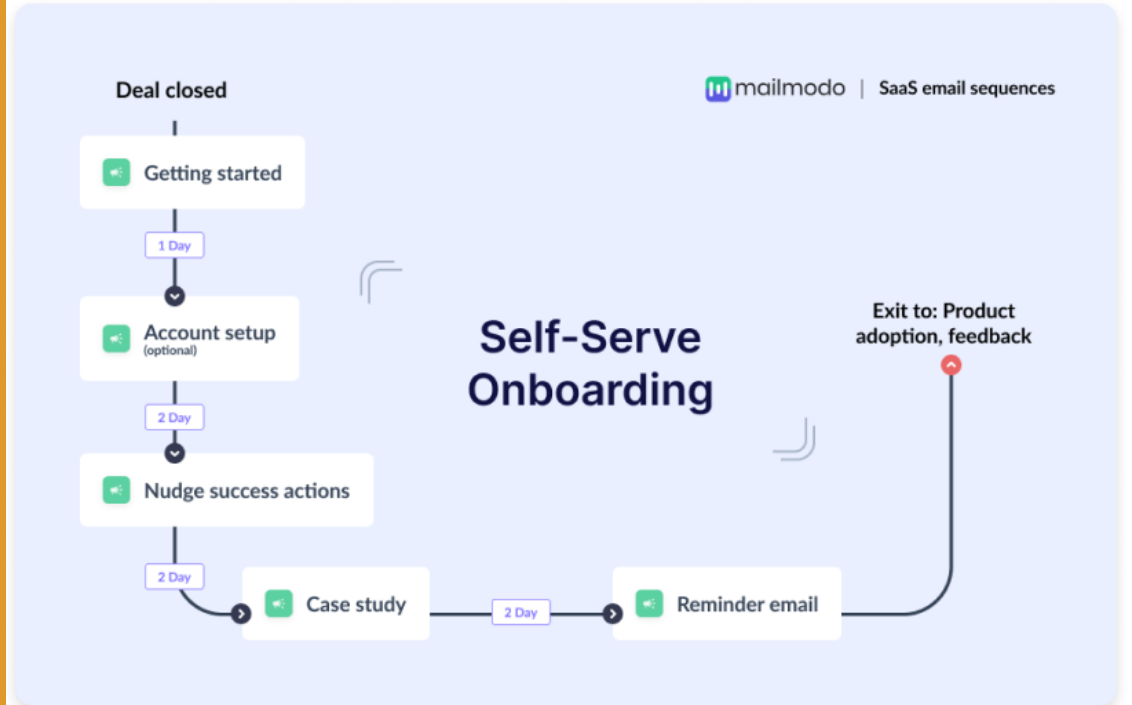 Deal closed
mailmodo | SaaS email sequences
Getting started
1 Day
Account setup
(optional)
2 Day
Nudge success actions
2 Day
Case study
2 Day
Reminder email
Exit to: Product
adoption, feedback
Self-Serve
Onboarding